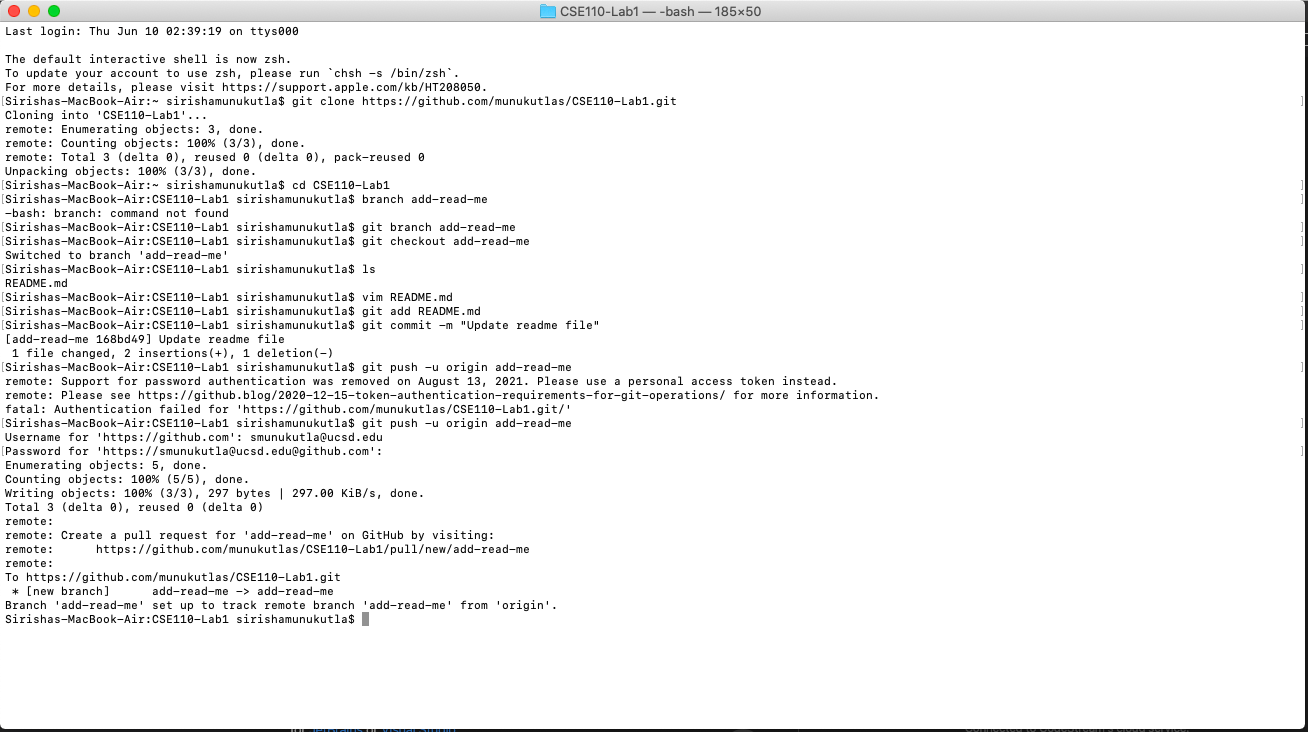 CSE110-Lab1 — -bash — 185×50
Last login: Thu Jun 10 02:39:19 on ttys000
The default interactive shell is now zsh.
To update your account to use zsh, please run `chsh -s /bin/zsh`.
For more details, please visit https://support.apple.com/kb/HT208050.
[Sirishas-MacBook-Air:~ sirishamunukutla$ git clone https://github.com/munukutlas/CSE110-Lab1.git ]
Cloning into 'CSE110-Lab1'...
remote: Enumerating objects: 3, done.
remote: Counting objects: 100% (3/3), done.
remote: Total 3 (delta 0), reused 0 (delta 0), pack-reused 0
Unpacking objects: 100% (3/3), done.
[Sirishas-MacBook-Air:~ sirishamunukutla$ cd CSE110-Lab1 ]
[Sirishas-MacBook-Air:CSE110-Lab1 sirishamunukutla$ branch add-read-me ]
-bash: branch: command not found
[Sirishas-MacBook-Air:CSE110-Lab1 sirishamunukutla$ git branch add-read-me ]
[Sirishas-MacBook-Air:CSE110-Lab1 sirishamunukutla$ git checkout add-read-me ]
Switched to branch 'add-read-me'
[Sirishas-MacBook-Air:CSE110-Lab1 sirishamunukutla$ ls ]
README.md
[Sirishas-MacBook-Air:CSE110-Lab1 sirishamunukutla$ vim README.md ]
[Sirishas-MacBook-Air:CSE110-Lab1 sirishamunukutla$ git add README.md ]
[Sirishas-MacBook-Air:CSE110-Lab1 sirishamunukutla$ git commit -m "Update readme file" ]
[add-read-me 168bd49] Update readme file
1 file changed, 2 insertions(+), 1 deletion(-)
[Sirishas-MacBook-Air:CSE110-Lab1 sirishamunukutla$ git push -u origin add-read-me ]
remote: Support for password authentication was removed on August 13, 2021. Please use a personal access token instead.
remote: Please see https://github.blog/2020-12-15-token-authentication-requirements-for-git-operations/ for more information.
fatal: Authentication failed for 'https://github.com/munukutlas/CSE110-Lab1.git/'
[Sirishas-MacBook-Air:CSE110-Lab1 sirishamunukutla$ git push -u origin add-read-me ]
Username for 'https://github.com': smunukutla@ucsd.edu
[Password for 'https://smunukutla@ucsd.edu@github.com': ]
Enumerating objects: 5, done.
Counting objects: 100% (5/5), done.
Writing objects: 100% (3/3), 297 bytes | 297.00 KiB/s, done.
Total 3 (delta 0), reused 0 (delta 0)
remote:
remote: Create a pull request for 'add-read-me' on GitHub by visiting:
remote:      https://github.com/munukutlas/CSE110-Lab1/pull/new/add-read-me
remote:
To https://github.com/munukutlas/CSE110-Lab1.git
* [new branch]      add-read-me -> add-read-me
Branch 'add-read-me' set up to track remote branch 'add-read-me' from 'origin'.
Sirishas-MacBook-Air:CSE110-Lab1 sirishamunukutla$